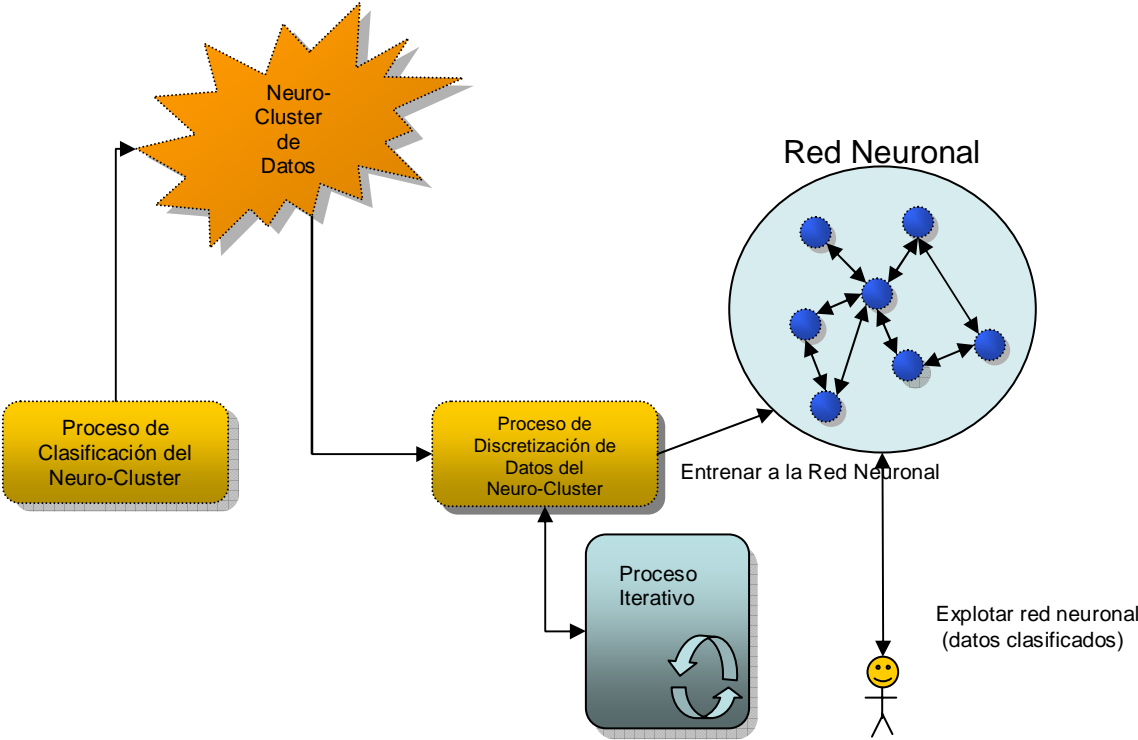 Neuro-
Cluster
de
Datos
Red Neuronal
Proceso de
Clasificación del
Neuro-Cluster
Proceso de
Discretización de
Datos del
Neuro-Cluster
Entrenar a la Red Neuronal
Proceso
Iterativo
Explotar red neuronal
(datos clasificados)